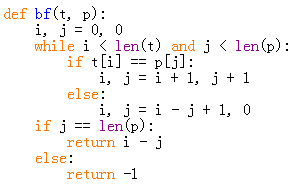 def bf(t, p):
    i, j = 0, 0
    while i < len(t) and j < len(p):
        if t[i] == p[j]:
            i, j = i + 1, j + 1
        else:
            i, j = i - j + 1, 0
    if j == len(p):
        return i - j
    else:
        return -1